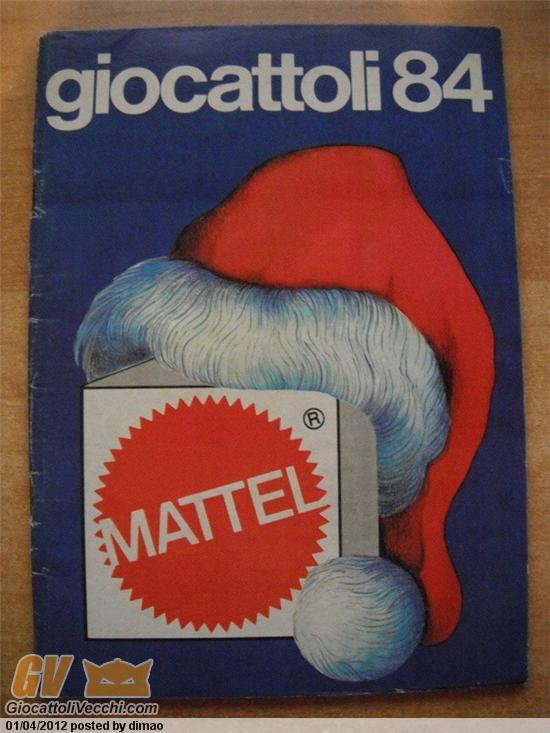 giocattoli 84
®
MATTEL
GV
GiocattoliVecchi.com
01/04/2012 posted by dimao